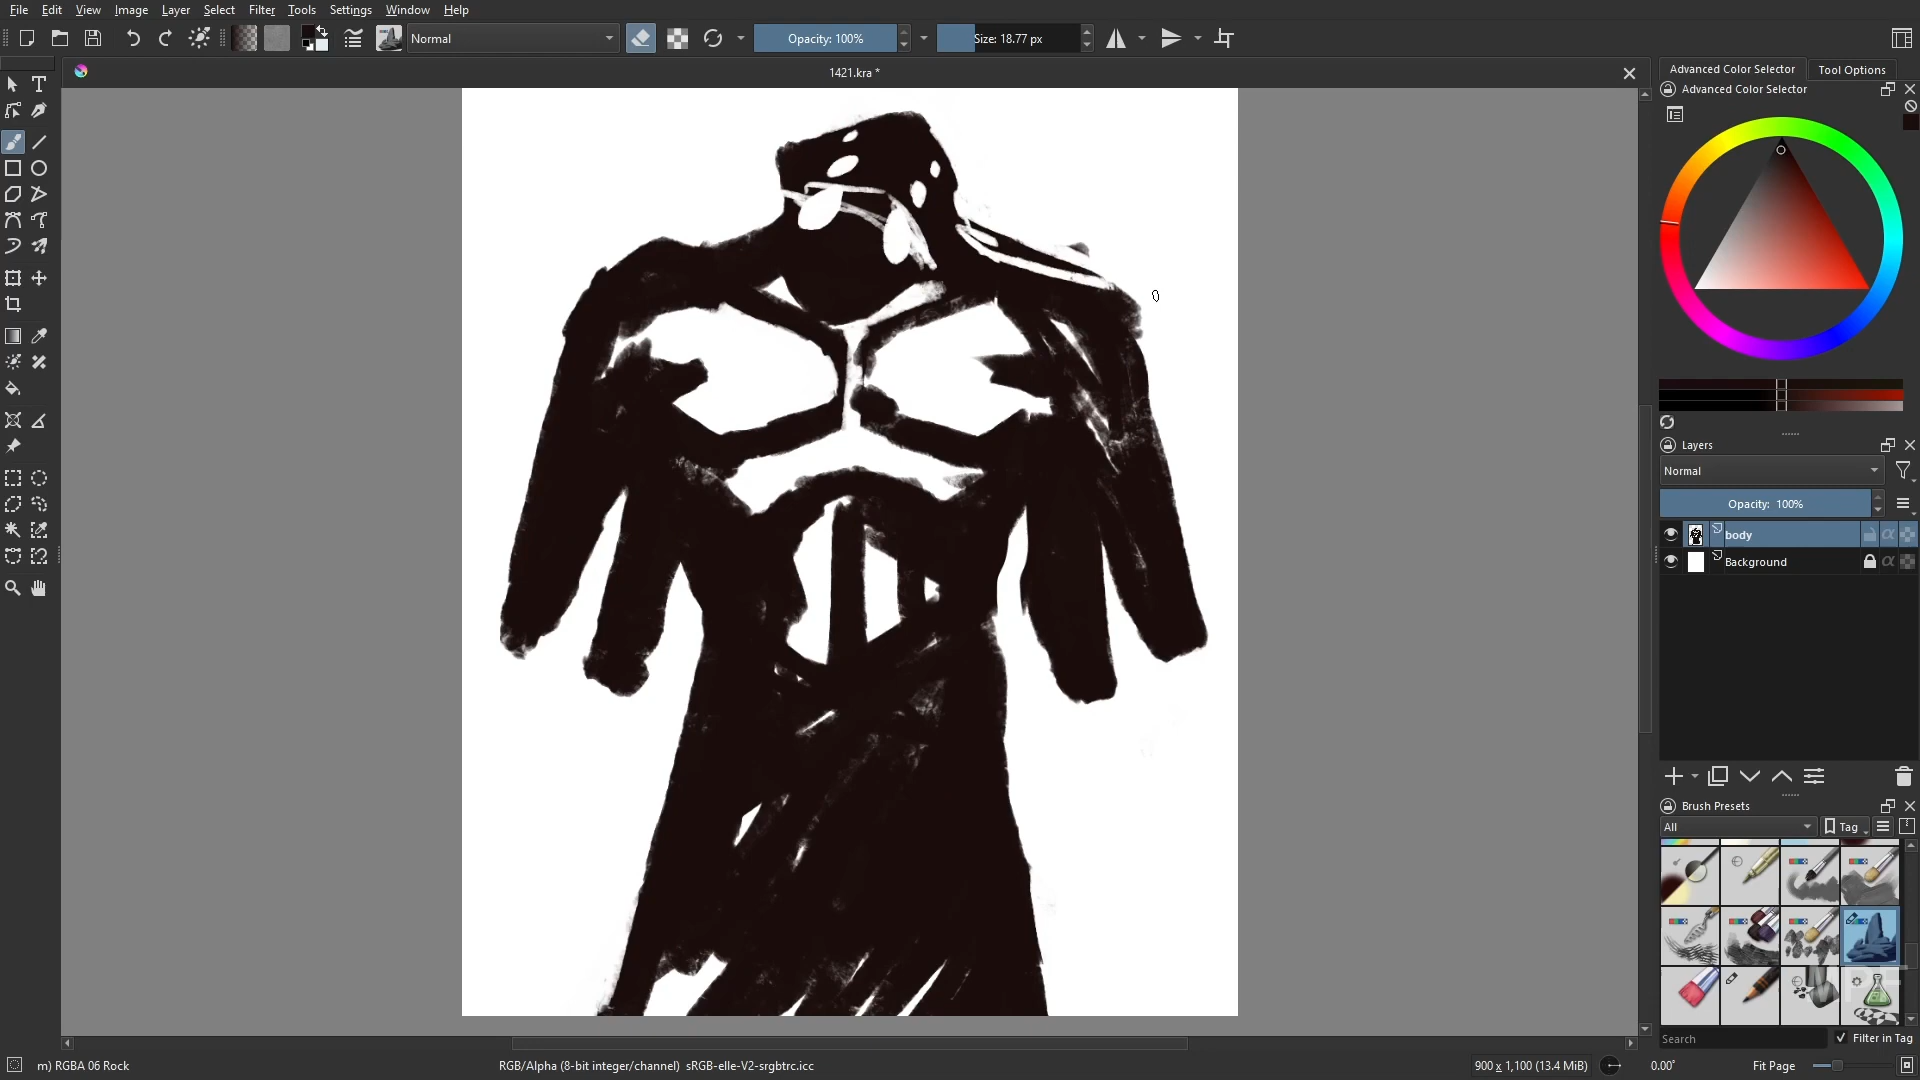 File Edit View Image Layer Select Filter Tools Settings Window Help
Normal Opacity: 100% Size: 18.77 px
1421.kra *
Advanced Color Selector Tool Options
Advanced Color Selector
Layers
Normal
Opacity: 100%
body
Background
Brush Presets
All Tag
Search Filter in Tag
m) RGBA 06 Rock RGB/Alpha (8-bit integer/channel) sRGB-elle-V2-srgbtrc.icc 900 x 1,100 (13.4 MiB) 0.00° Fit Page